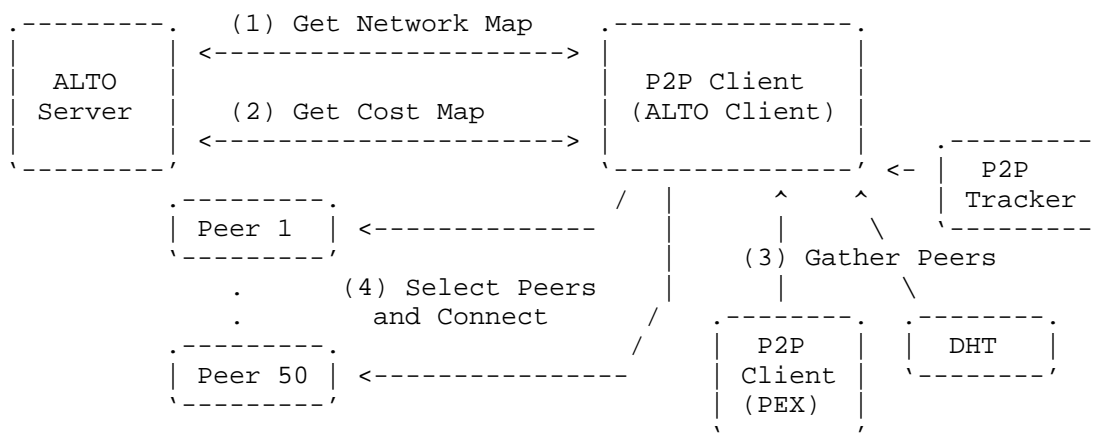 (1) Get Network Map
ALTO
Server
P2P Client
(ALTO Client)
(2) Get Cost Map
P2P
Tracker
Peer 1
(3) Gather Peers
(4) Select Peers
and Connect
Peer 50
P2P
Client
(PEX)
DHT